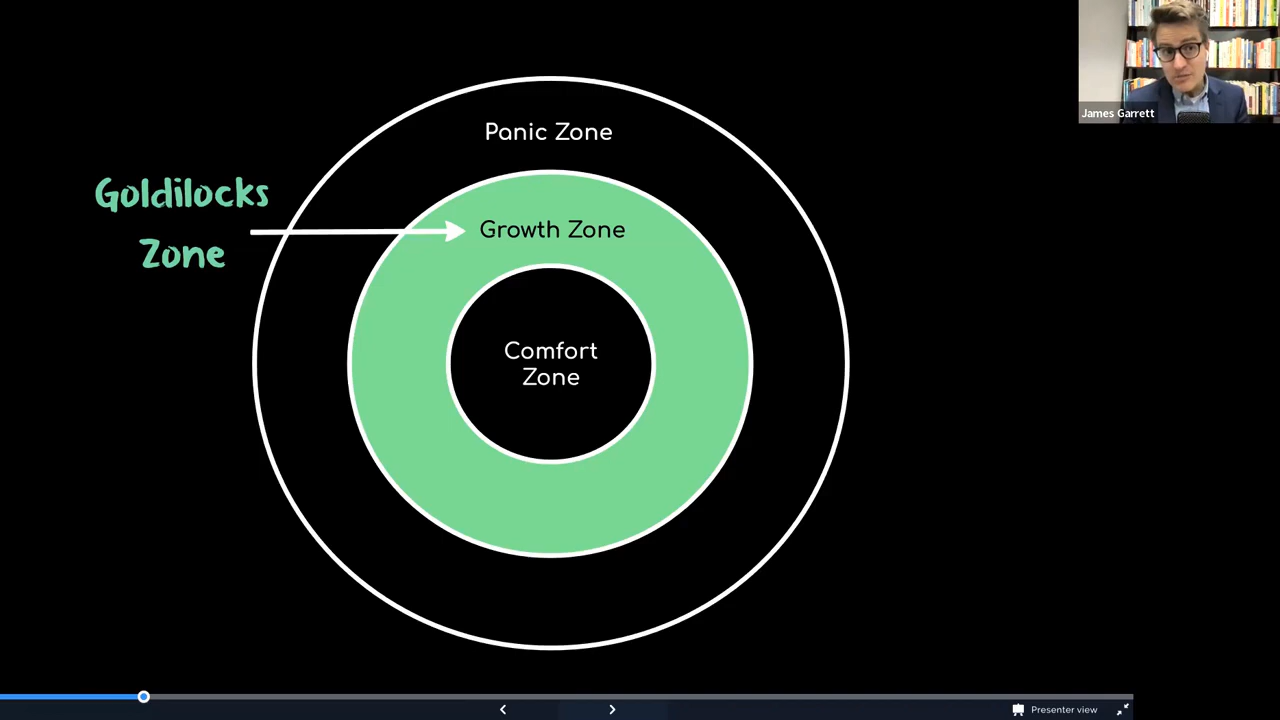 James Garrett
Panic Zone
Goldilocks
Zone
Growth Zone
Comfort
Zone
Presenter view